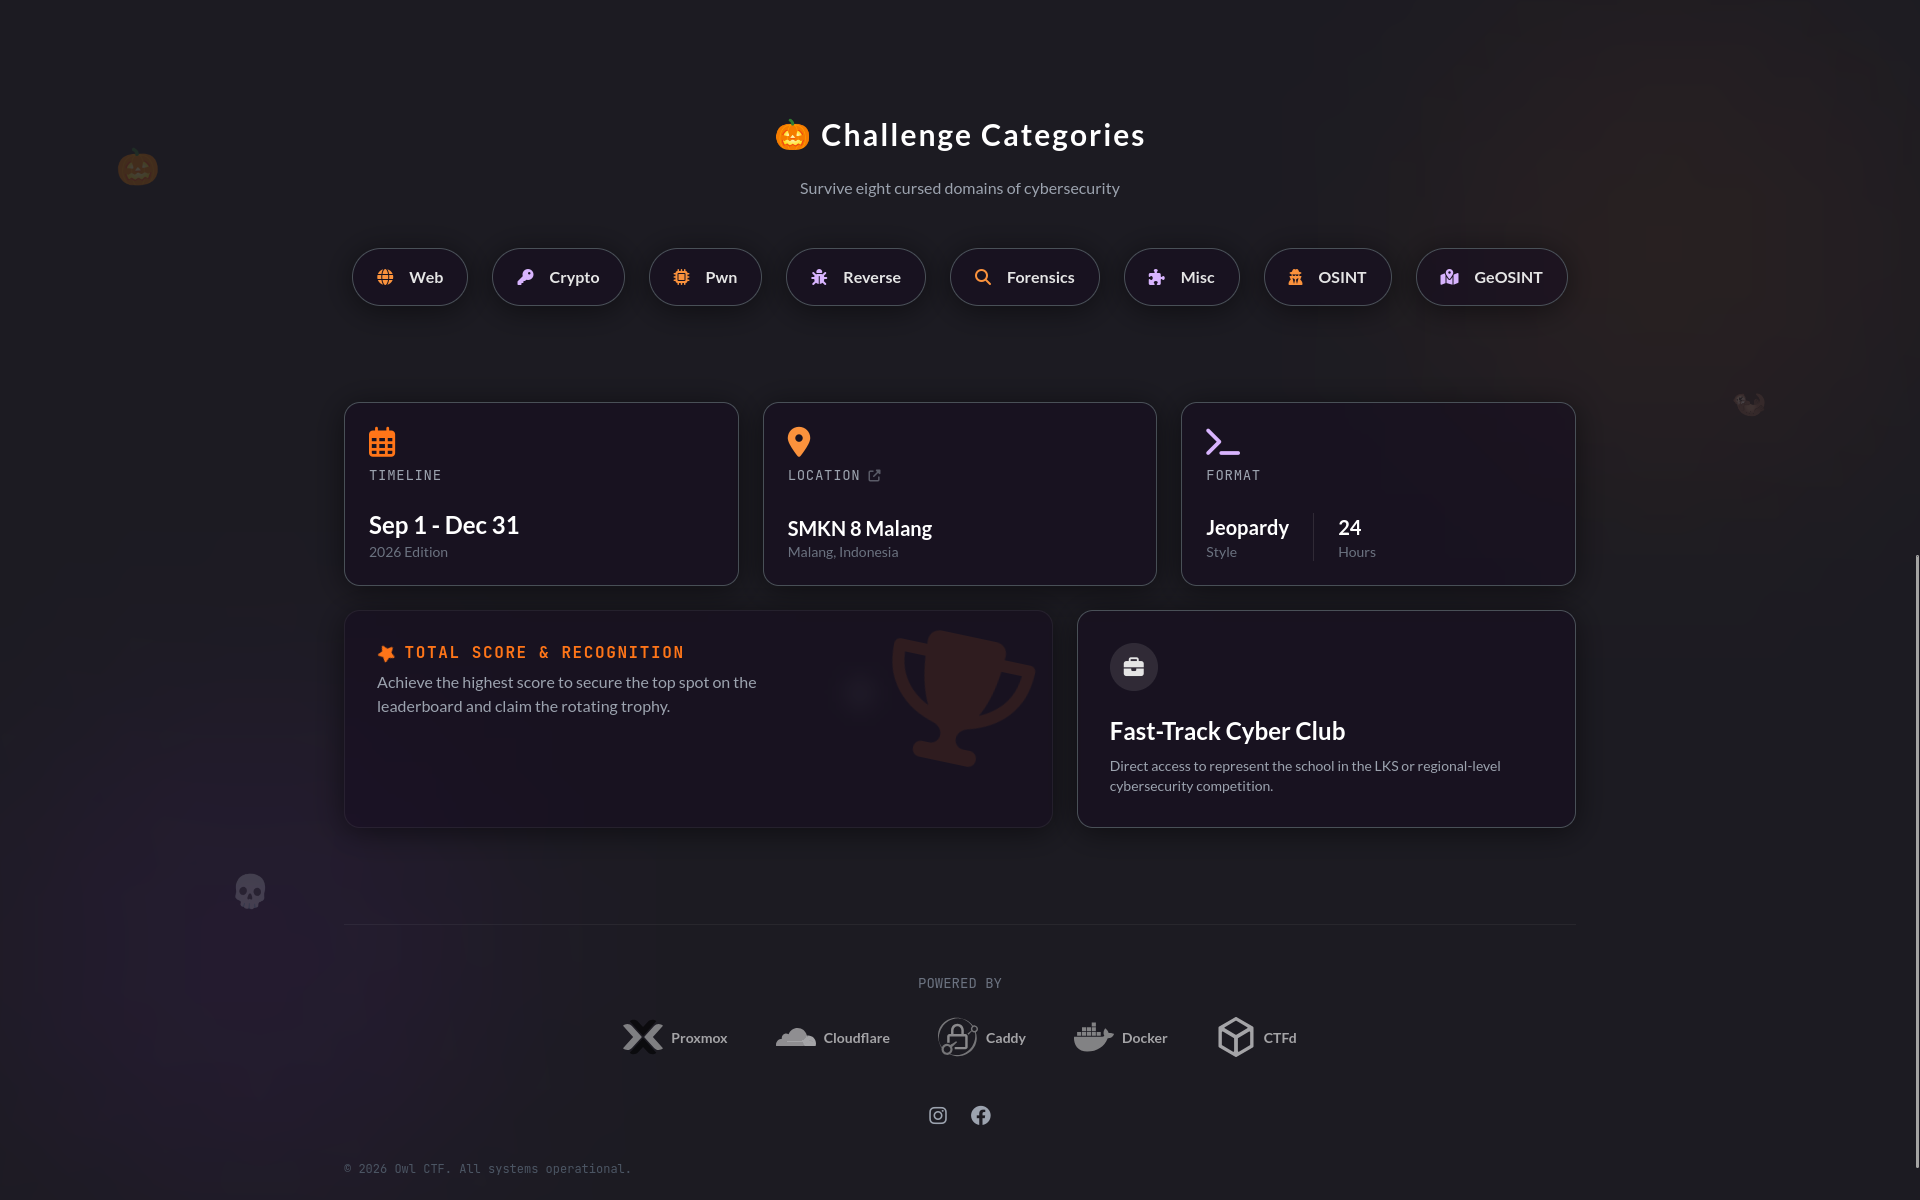 🎃 Challenge Categories
Survive eight cursed domains of cybersecurity
Web Crypto Pwn Reverse Forensics Misc OSINT GeOSINT
TIMELINE
Sep 1 - Dec 31
2026 Edition
LOCATION
SMKN 8 Malang
Malang, Indonesia
FORMAT
Jeopardy 24
Style Hours
TOTAL SCORE & RECOGNITION
Achieve the highest score to secure the top spot on the
leaderboard and claim the rotating trophy.
Fast-Track Cyber Club
Direct access to represent the school in the LKS or regional-level
cybersecurity competition.
POWERED BY
Proxmox Cloudflare Caddy Docker CTFd
© 2026 Owl CTF. All systems operational.